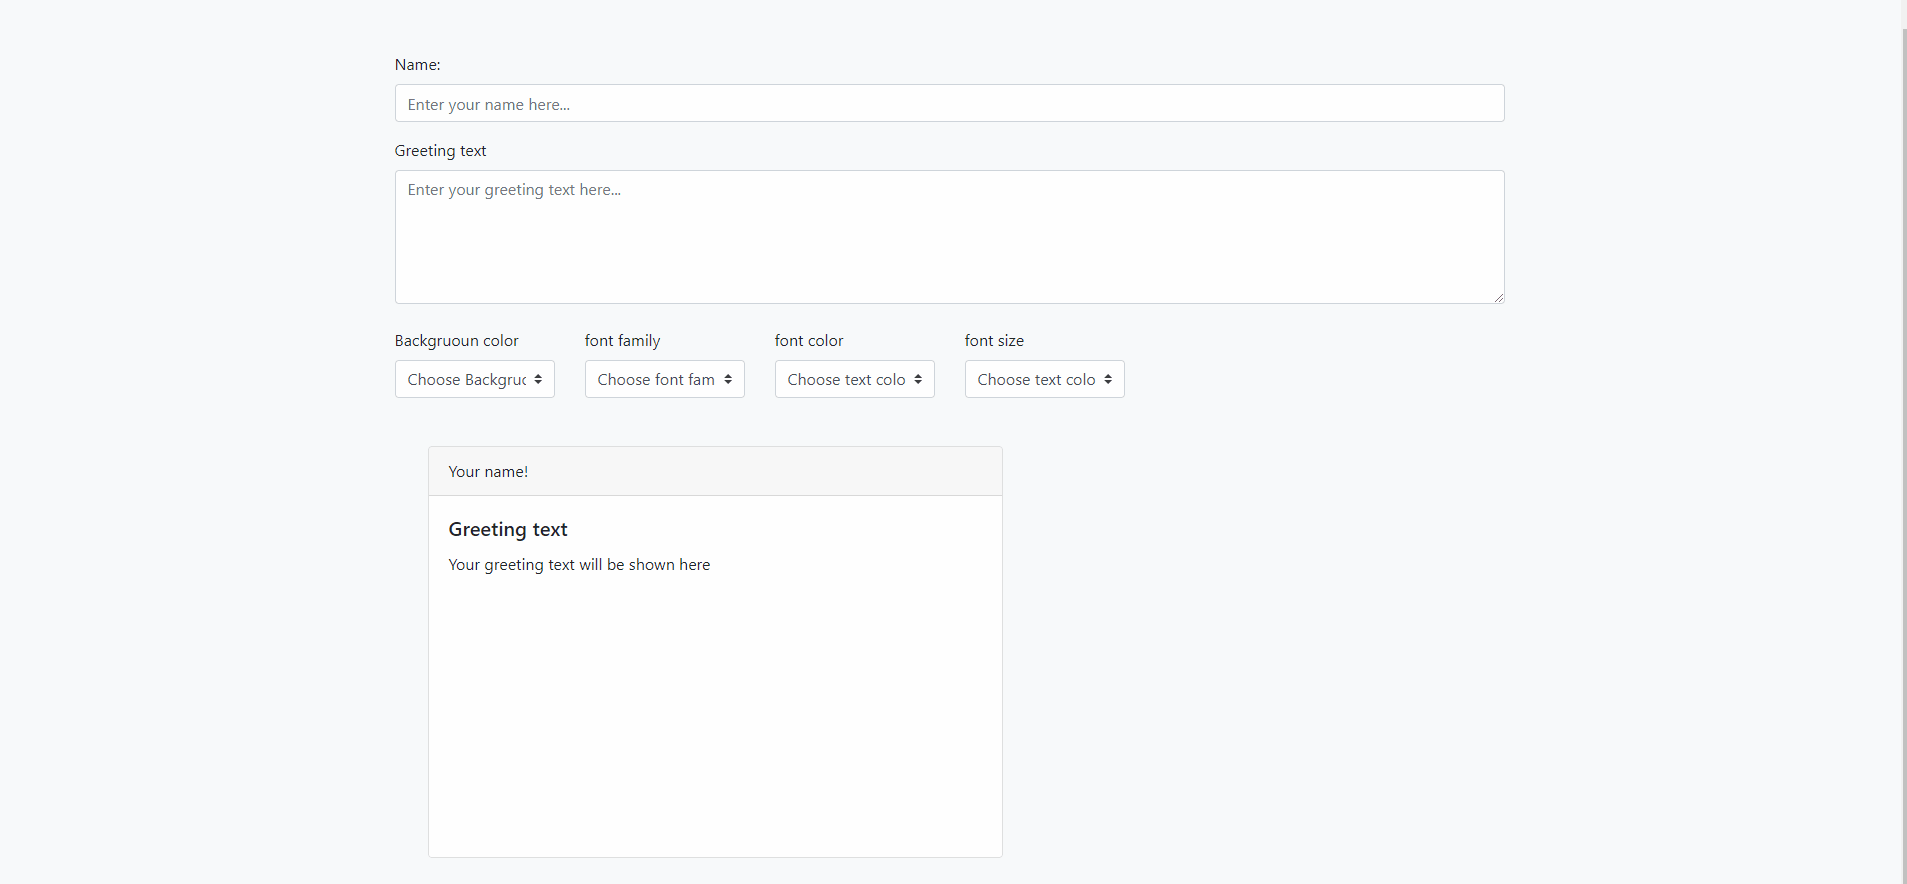 Name:
Enter your name here...
Greeting text
Enter your greeting text here...
Backgruoun color font family font color font size
Choose Backgruc Choose font fam Choose text colo Choose text colo
Your name!
Greeting text
Your greeting text will be shown here